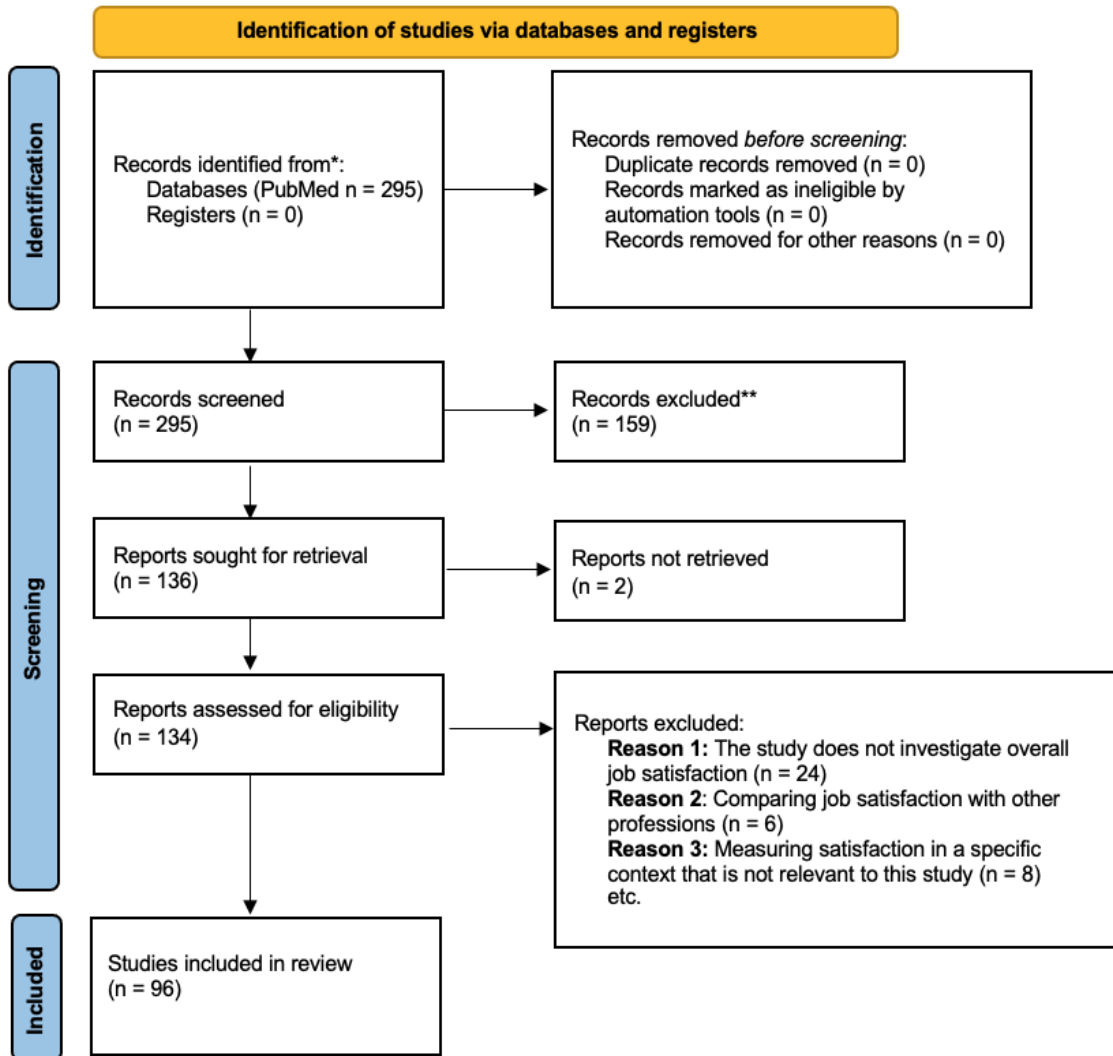 Identification of studies via databases and registers
Identification
Records identified from*:
Databases (PubMed n = 295)
Registers (n = 0)
Records removed before screening:
Duplicate records removed (n = 0)
Records marked as ineligible by
automation tools (n = 0)
Records removed for other reasons (n = 0)
Screening
Records screened
(n = 295)
Records excluded**
(n = 159)
Reports sought for retrieval
(n = 136)
Reports not retrieved
(n = 2)
Reports assessed for eligibility
(n = 134)
Reports excluded:
Reason 1: The study does not investigate overall
job satisfaction (n = 24)
Reason 2: Comparing job satisfaction with other
professions (n = 6)
Reason 3: Measuring satisfaction in a specific
context that is not relevant to this study (n = 8)
etc.
Included
Studies included in review
(n = 96)